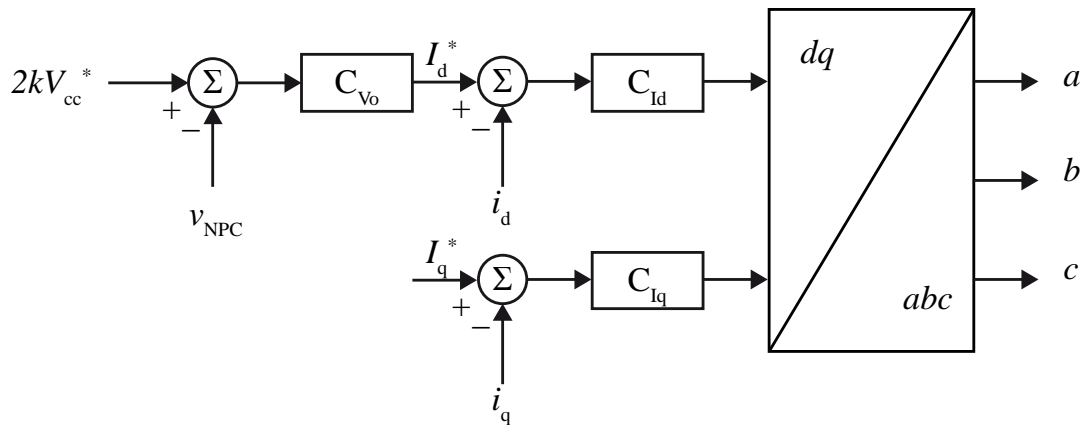 2kV_cc* + − Σ C_Vo I_d* + − Σ C_Id dq a
v_NPC i_d b
I_q* + − Σ C_Iq abc c
i_q